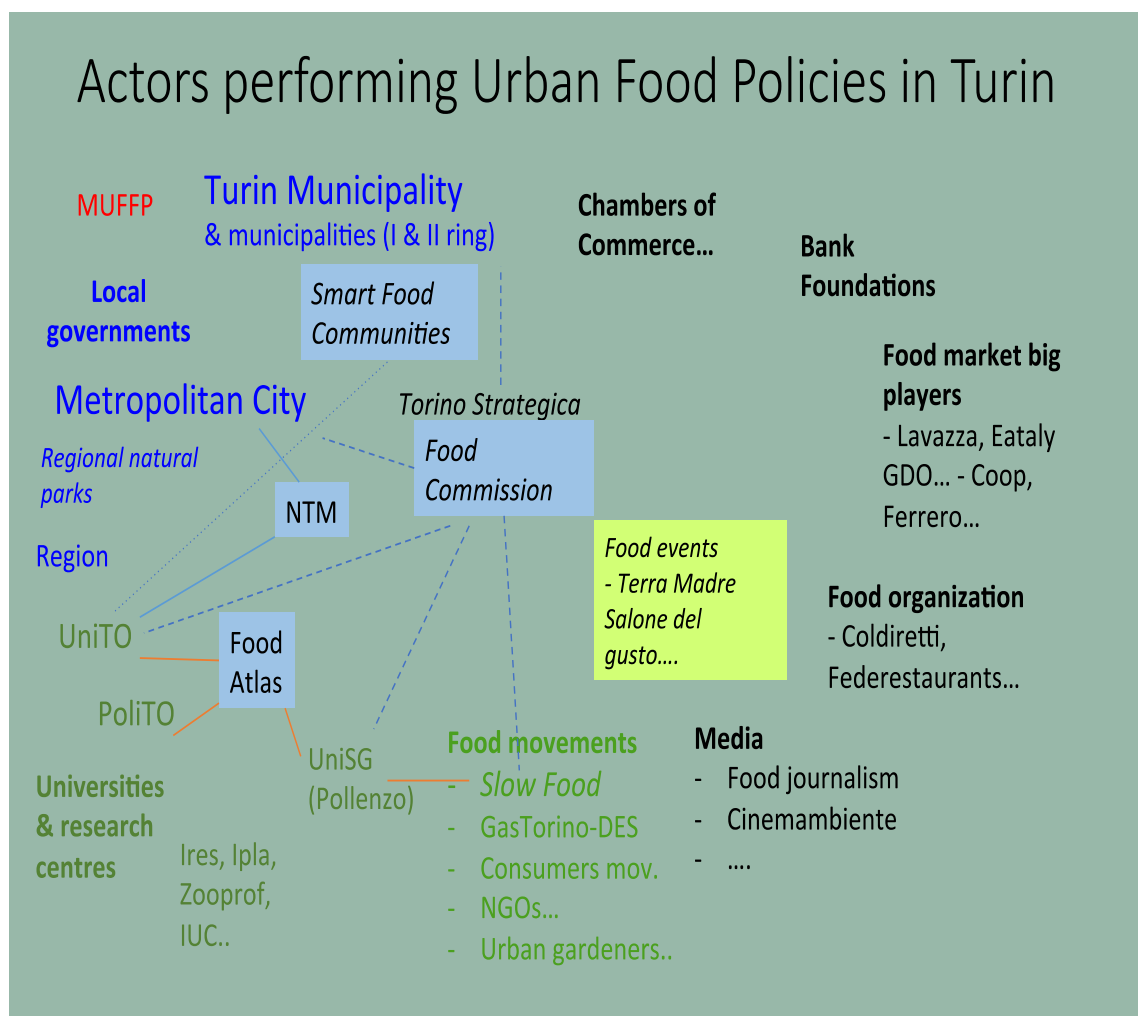 Actors performing Urban Food Policies in Turin
MUFFP
Turin Municipality
& municipalities (I & II ring)
Chambers of
Commerce...
Bank
Foundations
Local
governments
Smart Food
Communities
Food market big
players
- Lavazza, Eataly
GDO... - Coop,
Ferrero...
Metropolitan City
Torino Strategica
Food
Commission
Regional natural
parks
NTM
Region
Food events
- Terra Madre
Salone del
gusto....
Food organization
- Coldiretti,
Federestaurants...
UniTO
Food
Atlas
PoliTO
UniSG
(Pollenzo)
Food movements
- Slow Food
- GasTorino-DES
- Consumers mov.
- NGOs...
- Urban gardeners..
Media
- Food journalism
- Cinemambiente
- ....
Universities
& research
centres
Ires, Ipla,
Zooprof,
IUC..